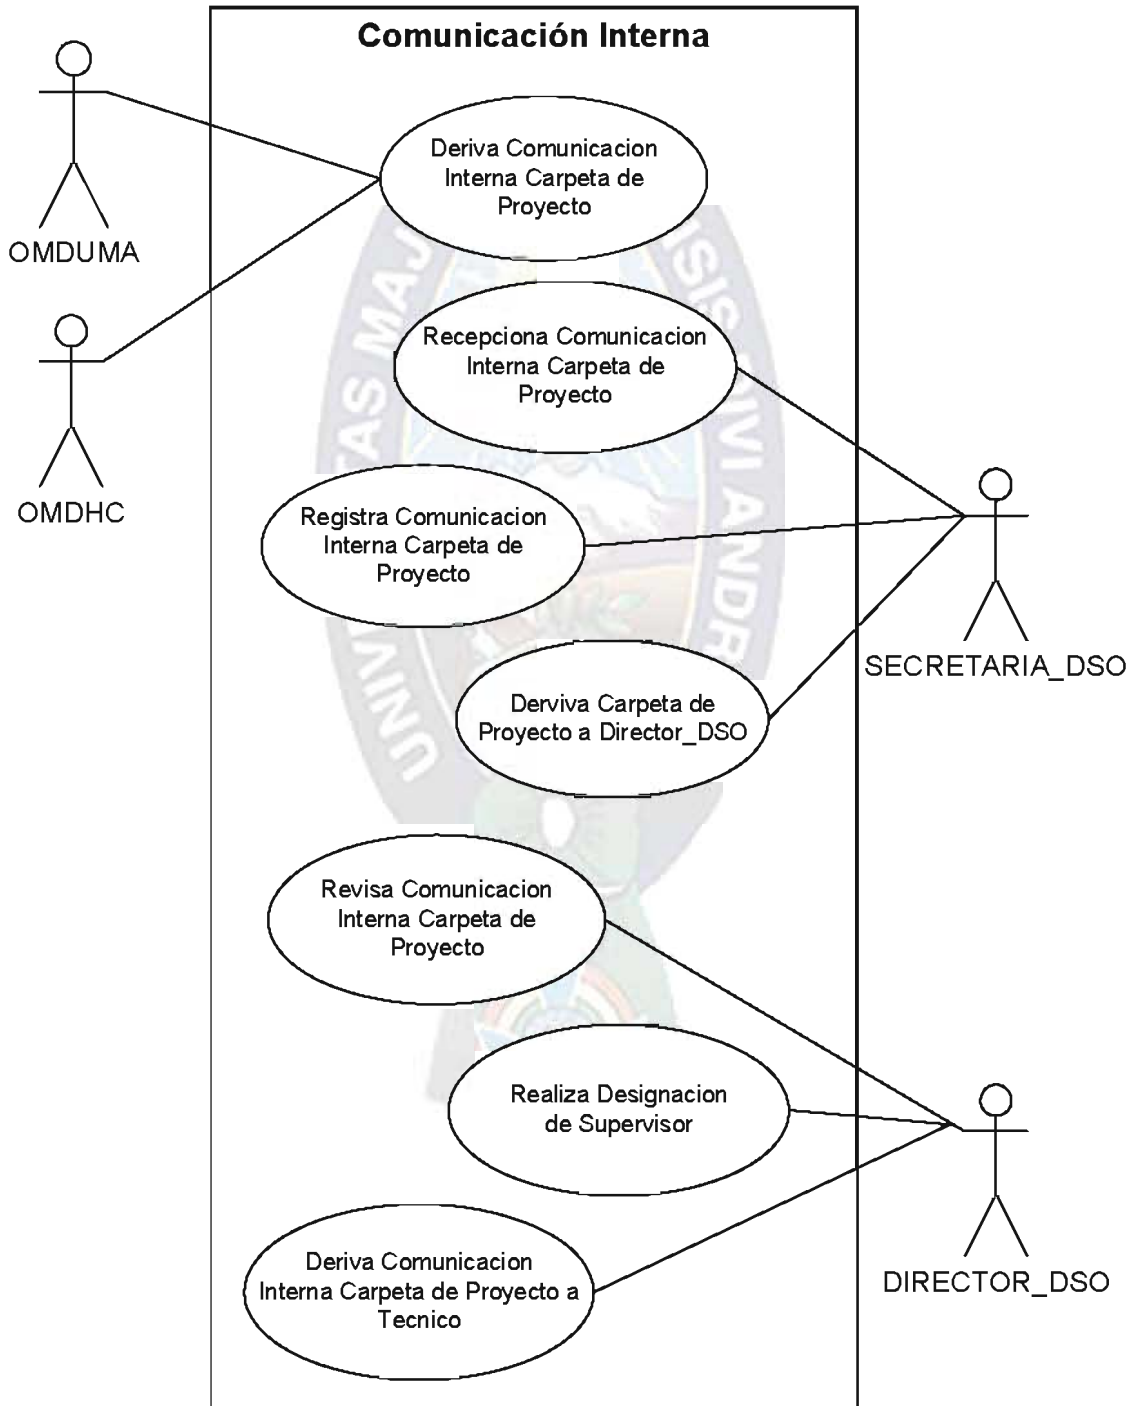 Comunicación Interna
Deriva Comunicacion
Interna Carpeta de
Proyecto
OMDUMA
Recepciona Comunicacion
Interna Carpeta de
Proyecto
OMDHC
Registra Comunicacion
Interna Carpeta de
Proyecto
SECRETARIA_DSO
Derviva Carpeta de
Proyecto a Director_DSO
Revisa Comunicacion
Interna Carpeta de
Proyecto
Realiza Designacion
de Supervisor
Deriva Comunicacion
Interna Carpeta de Proyecto a
Tecnico
DIRECTOR_DSO